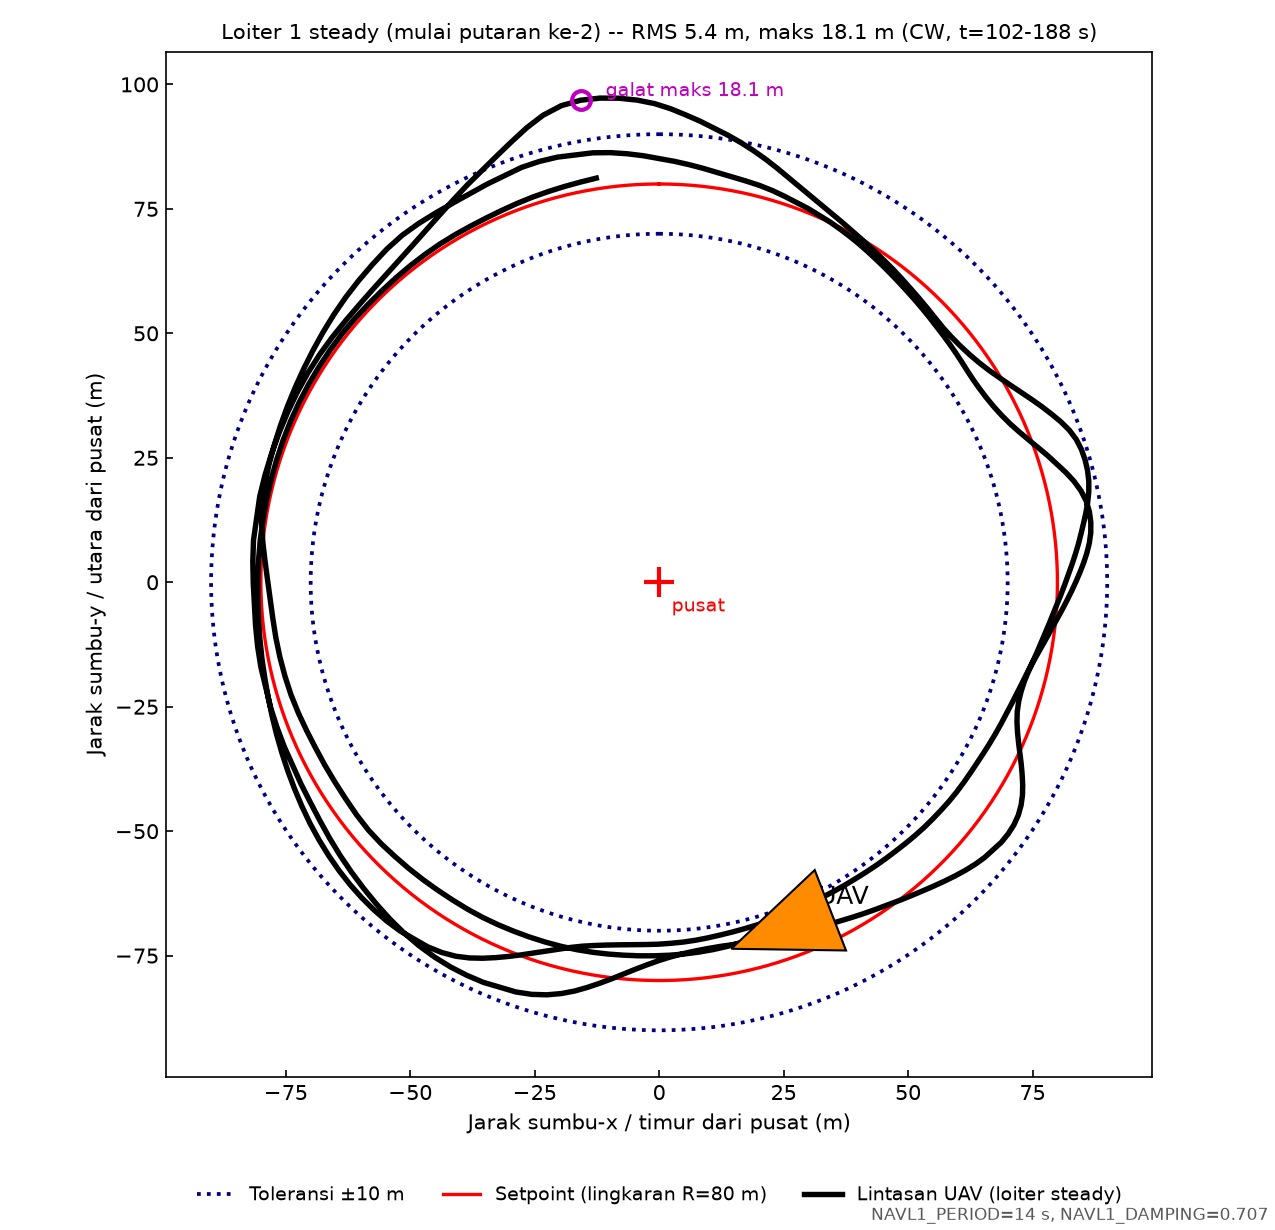 Loiter 1 steady (mulai putaran ke-2) -- RMS 5.4 m, maks 18.1 m (CW, t=102-188 s)
galat maks 18.1 m
100
75
50
25
0
−25
−50
−75
Jarak sumbu-y / utara dari pusat (m)
pusat
UAV
−75
−50
−25
0
25
50
75
Jarak sumbu-x / timur dari pusat (m)
Toleransi ±10 m
Setpoint (lingkaran R=80 m)
Lintasan UAV (loiter steady)
NAVL1_PERIOD=14 s, NAVL1_DAMPING=0.707